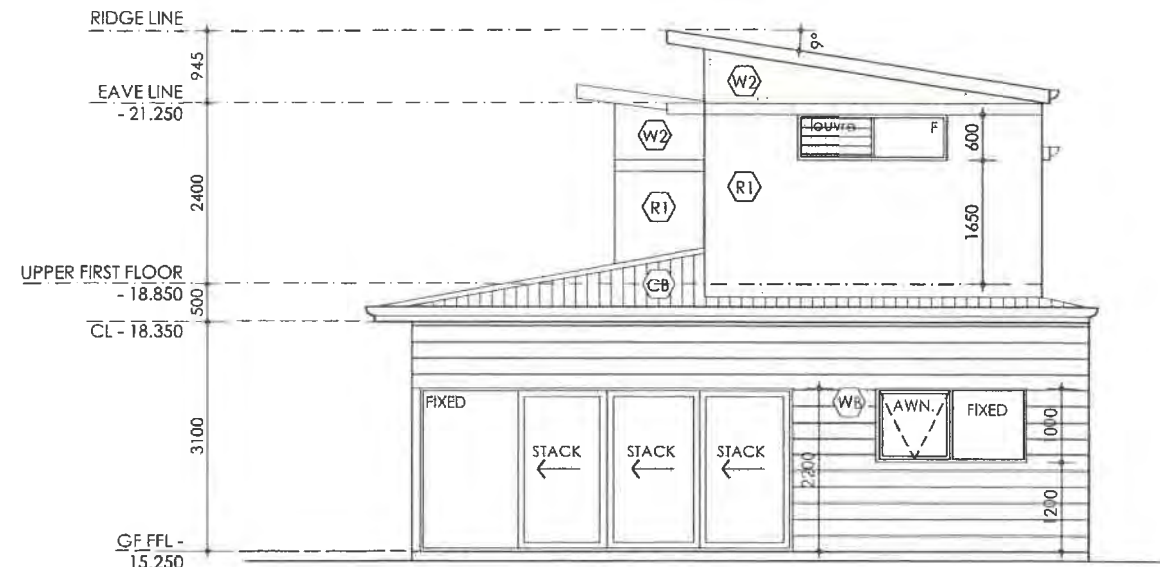 RIDGE LINE
945
9°
W2
EAVE LINE
- 21.250
louvre
F
600
W2
2400
R1
R1
1650
UPPER FIRST FLOOR
- 18.850
CB
500
CL - 18.350
FIXED
WB
AWN.
FIXED
1000
3100
STACK
STACK
STACK
2200
1200
GF FFL -
15.250